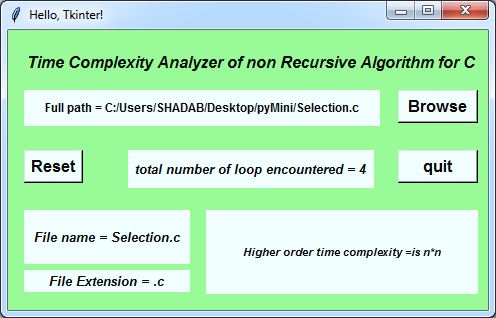 Hello, Tkinter!
Time Complexity Analyzer of non Recursive Algorithm for C
Full path = C:/Users/SHADAB/Desktop/pyMini/Selection.c
Browse
Reset
total number of loop encountered = 4
quit
File name = Selection.c
Higher order time complexity =is n*n
File Extension = .c